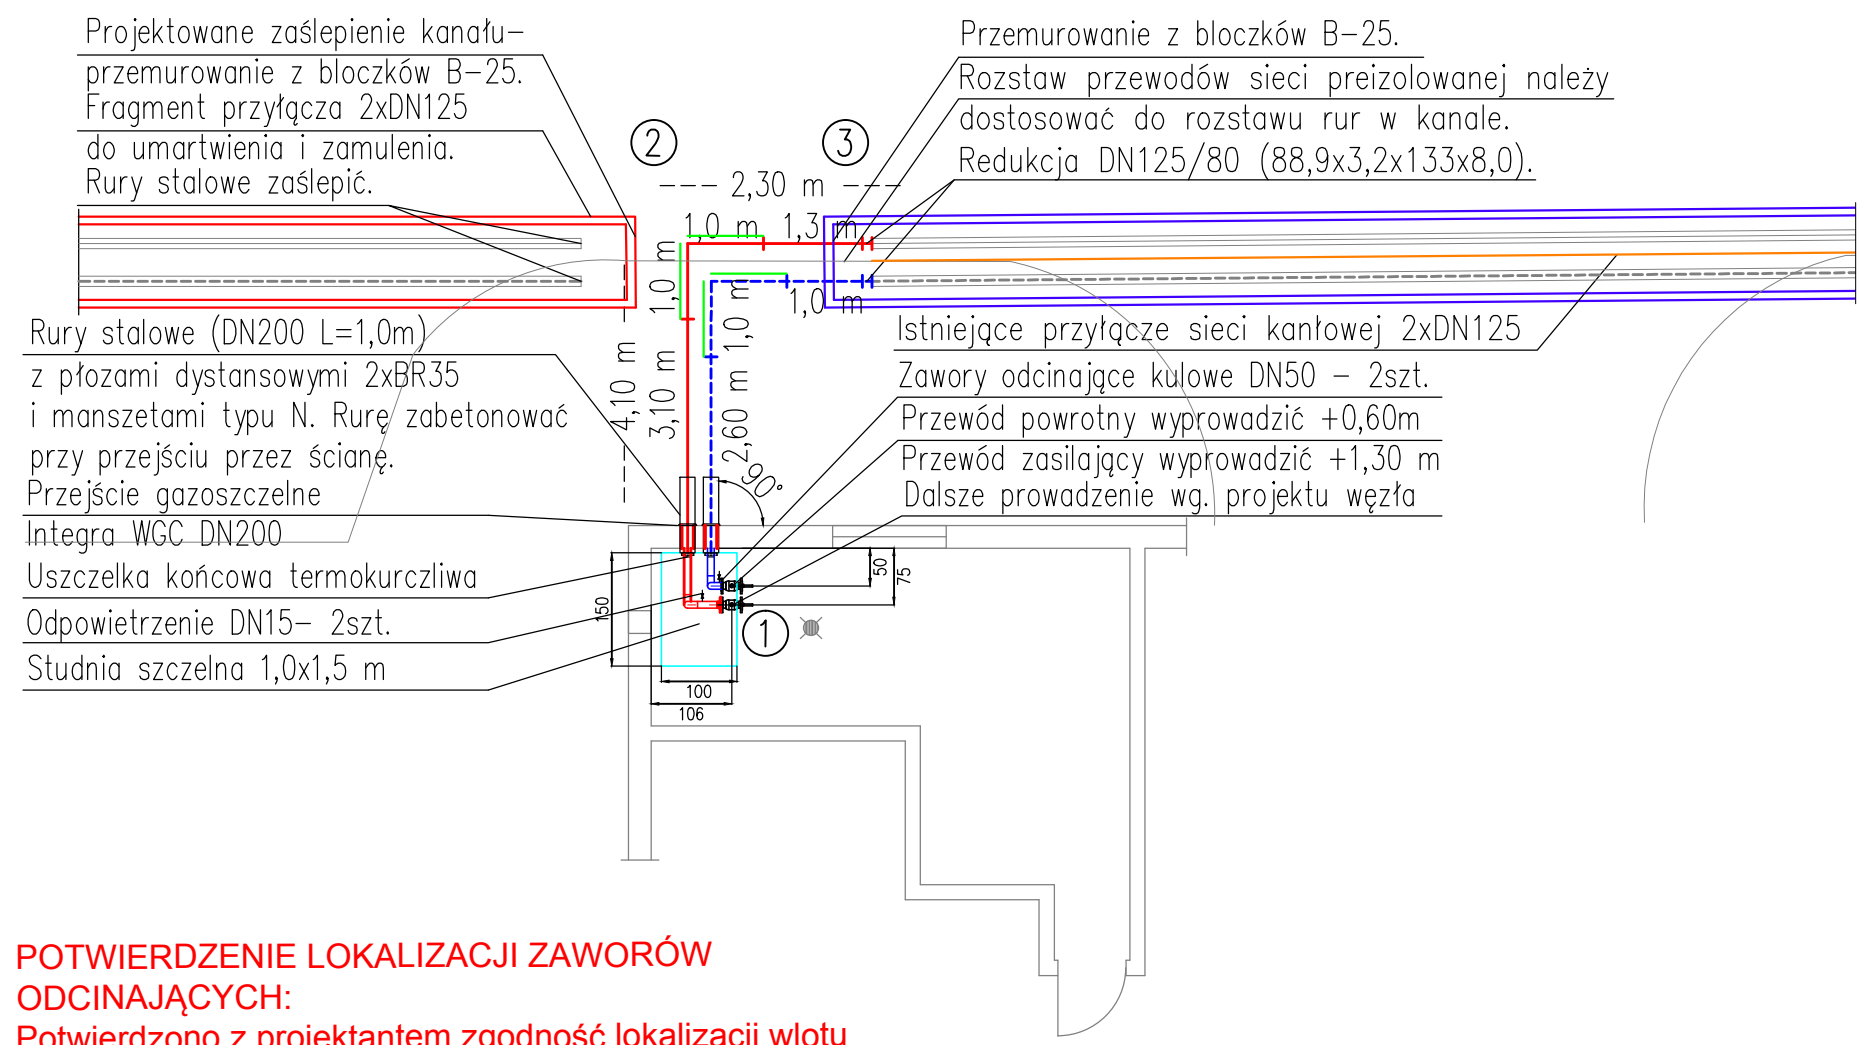 Projektowane zaślepienie kanału-
przemurowanie z bloczków B-25.
Fragment przyłącza 2xDN125
do umartwienia i zamulenia.
Rury stalowe zaślepić.
2
3
--- 2,30 m ---
1,0 m
1,3 m
Przemurowanie z bloczków B-25.
Rozstaw przewodów sieci preizolowanej należy
dostosować do rozstawu rur w kanale.
Redukcja DN125/80 (88,9x3,2x133x8,0).
1,0 m
1,0 m
1,0 m
--- 4,10 m ---
3,10 m
2,60 m
90°
Rury stalowe (DN200 L=1,0m)
z płozami dystansowymi 2xBR35
i manszetami typu N. Rurę zabetonować
przy przejściu przez ścianę.
Przejście gazoszczelne
Integra WGC DN200
Uszczelka końcowa termokurczliwa
Odpowietrzenie DN15- 2szt.
Studnia szczelna 1,0x1,5 m
Istniejące przyłącze sieci kanłowej 2xDN125
Zawory odcinające kulowe DN50 - 2szt.
Przewód powrotny wyprowadzić +0,60m
Przewód zasilający wyprowadzić +1,30 m
Dalsze prowadzenie wg. projektu węzła
50
75
150
1
100
106
POTWIERDZENIE LOKALIZACJI ZAWORÓW
ODCINAJĄCYCH:
Potwierdzono z projektantem zgodność lokalizacji wlotu